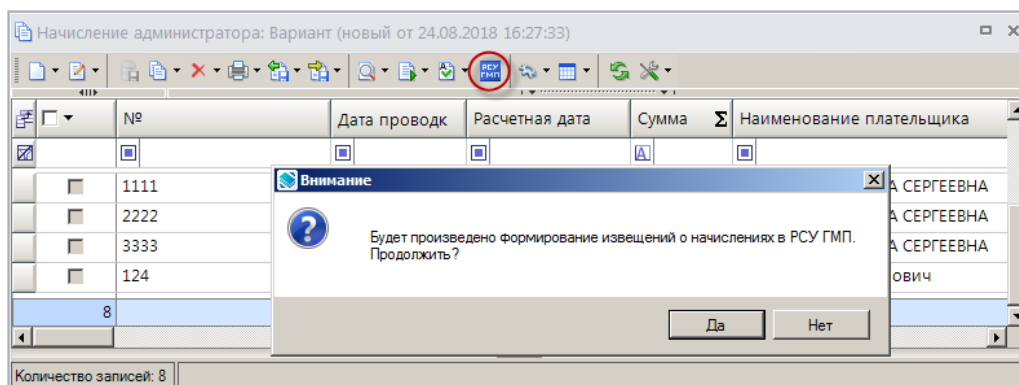 Начисление администратора: Вариант (новый от 24.08.2018 16:27:33)
РСУ ГМП
№ Дата проводк Расчетная дата Сумма Σ Наименование плательщика
A
Внимание
1111 А СЕРГЕЕВНА
2222 А СЕРГЕЕВНА
Будет произведено формирование извещений о начислениях в РСУ ГМП.
Продолжить?
3333 А СЕРГЕЕВНА
124 ович
8
Да Нет
Количество записей: 8